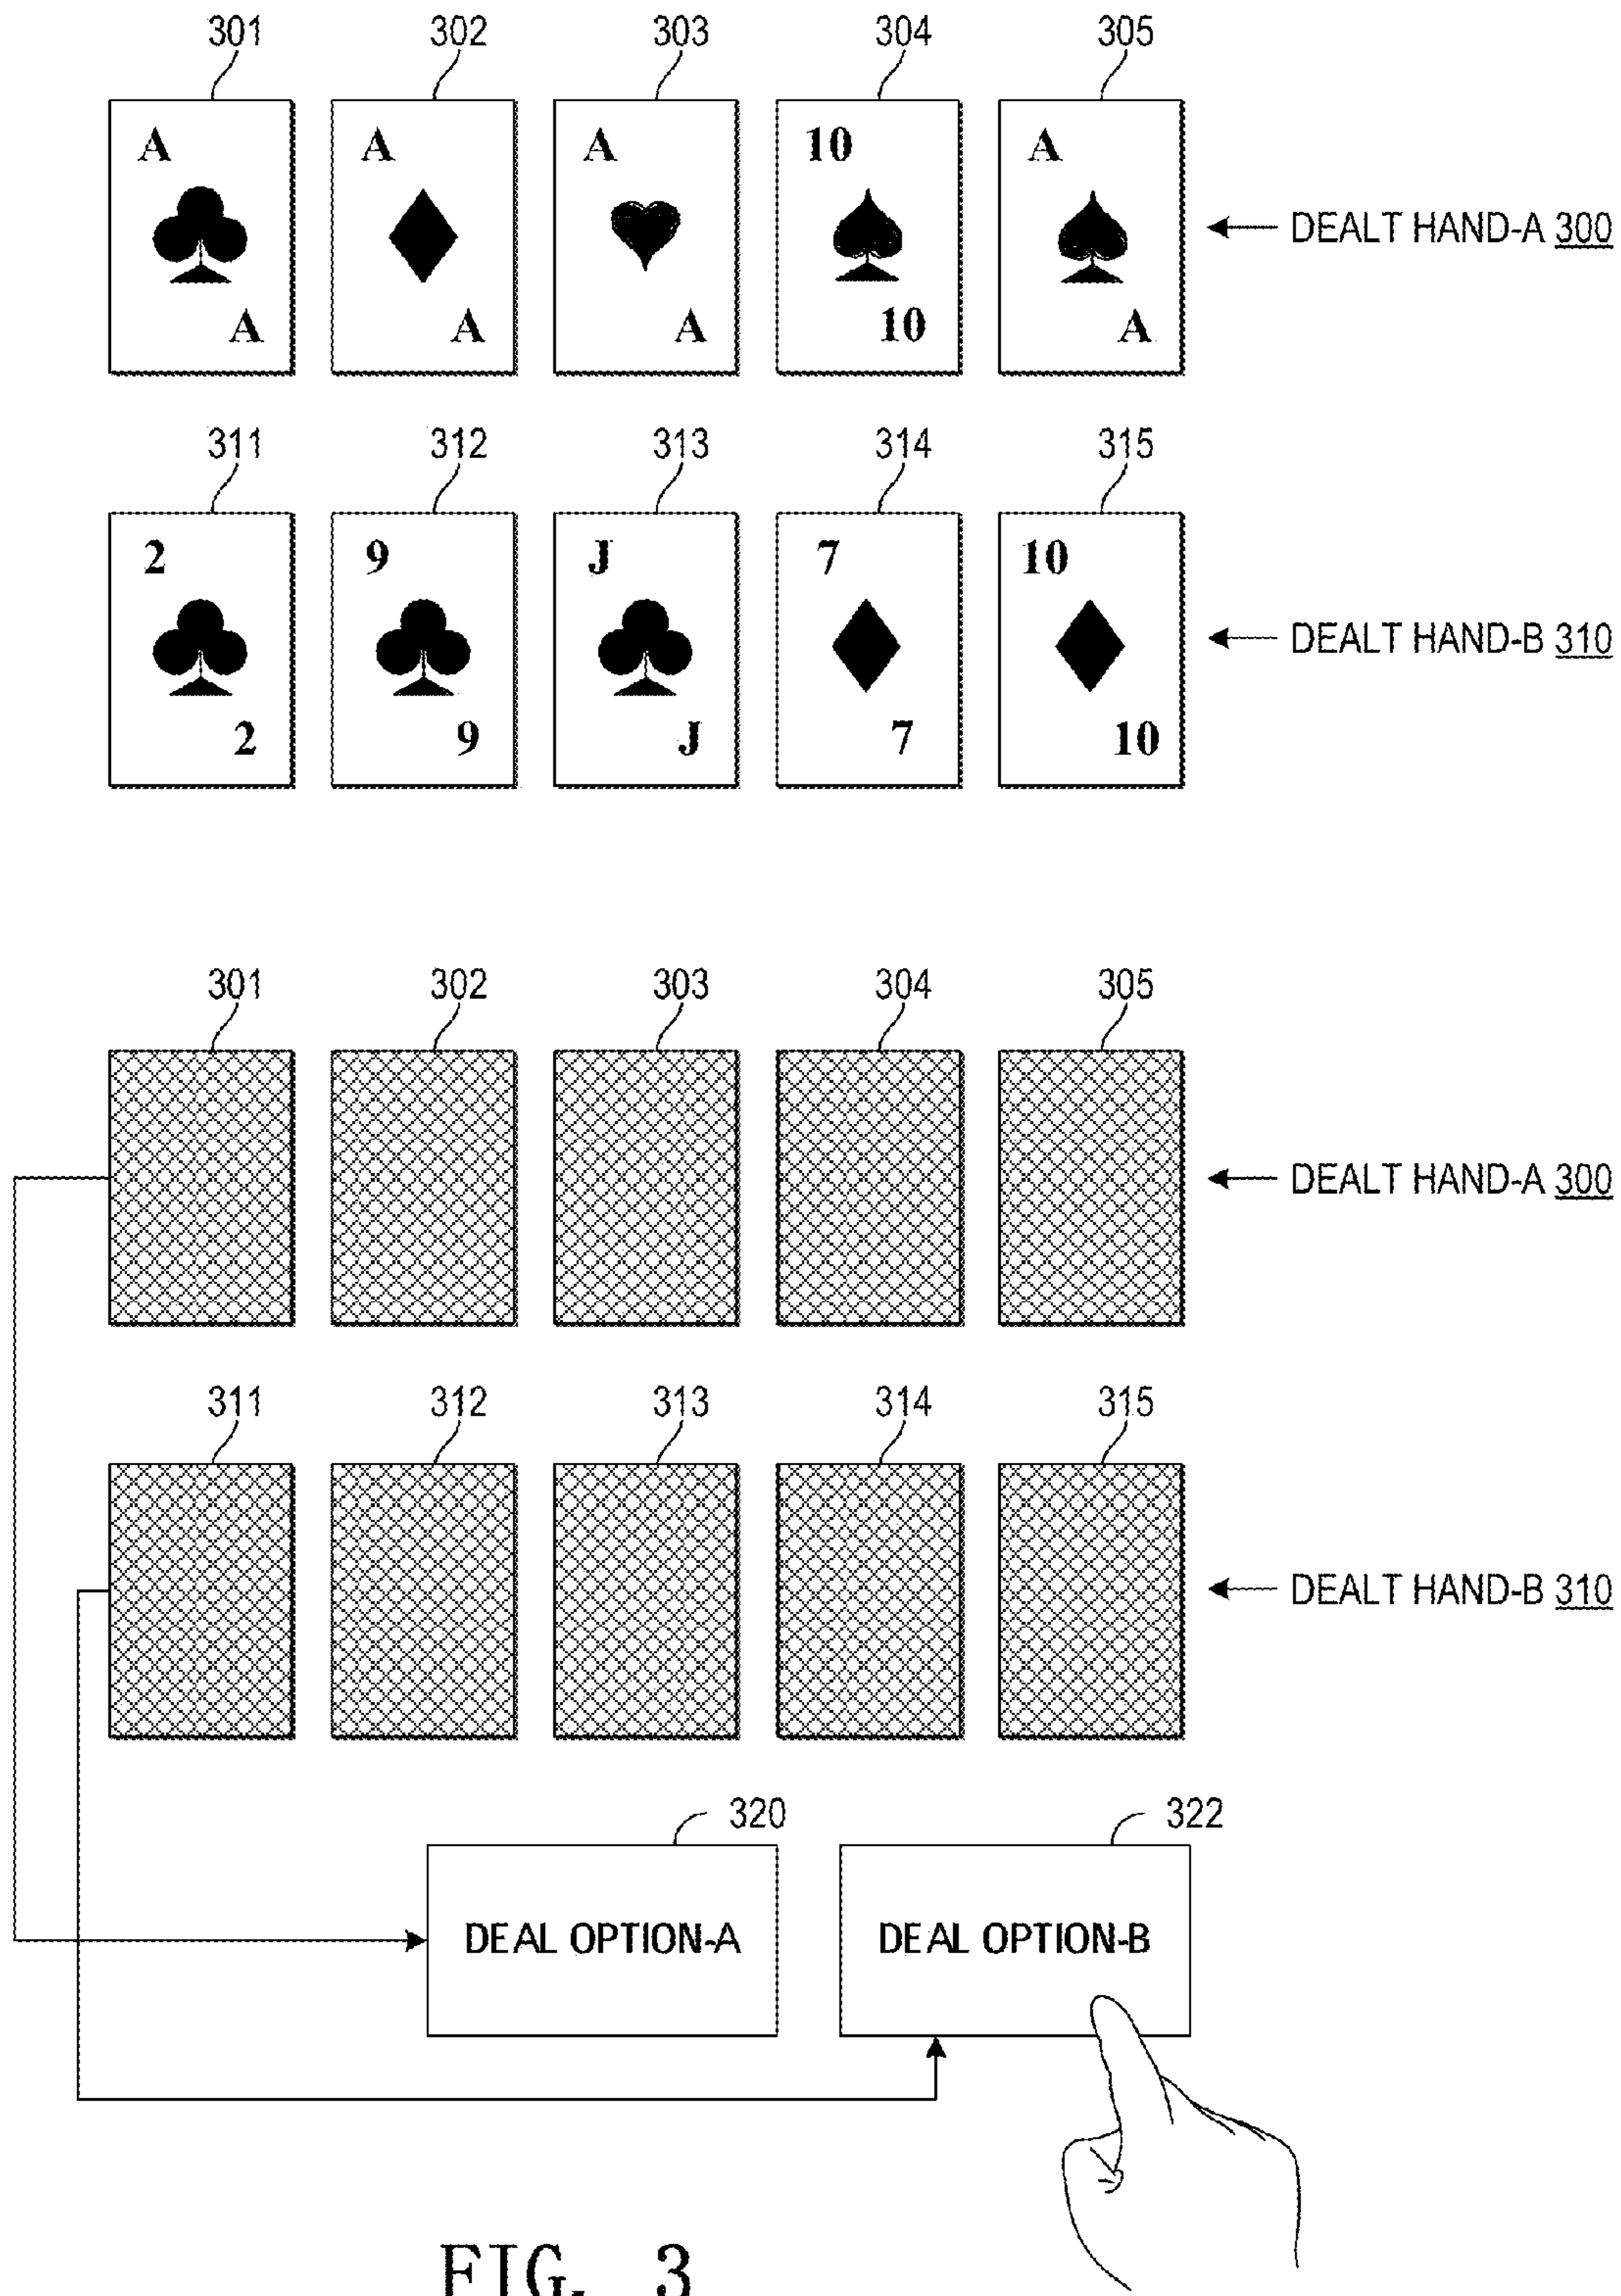 301 302 303 304 305
A A A 10 A
A A A 10 A
DEALT HAND-A 300
311 312 313 314 315
2 9 J 7 10
2 9 J 7 10
DEALT HAND-B 310
301 302 303 304 305
DEALT HAND-A 300
311 312 313 314 315
DEALT HAND-B 310
320 322
DEAL OPTION-A DEAL OPTION-B
FIG. 3